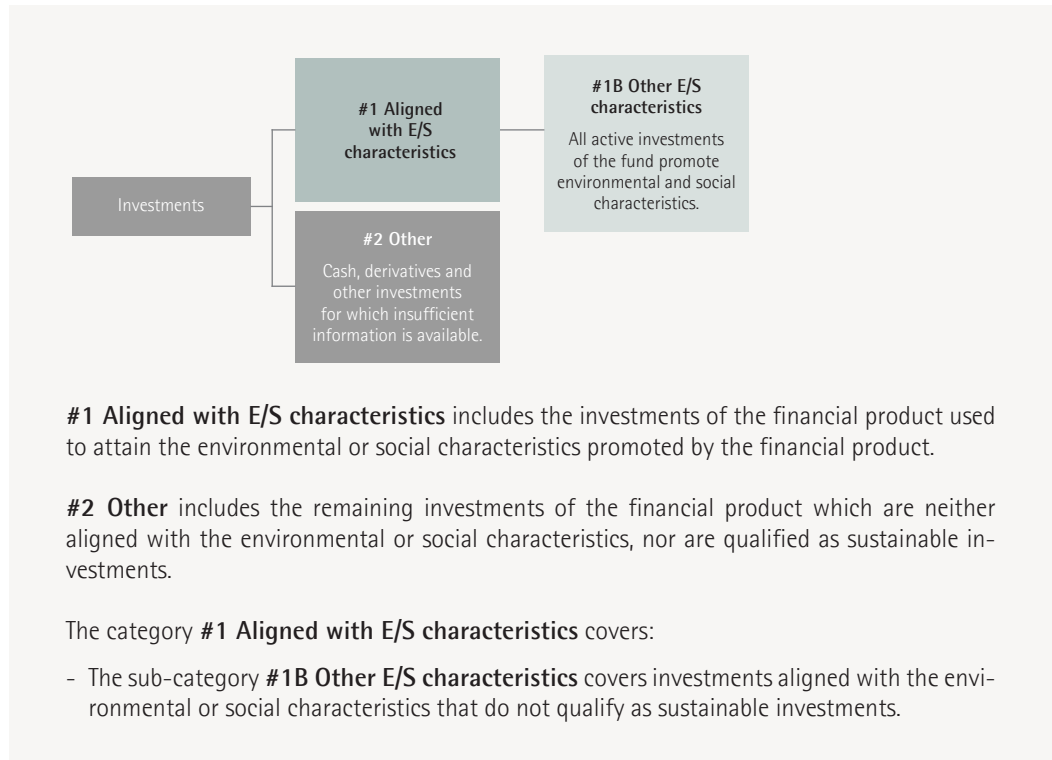 #1 Aligned
with E/S
characteristics
#1B Other E/S
characteristics
All active investments
of the fund promote
environmental and social
characteristics.
Investments
#2 Other
Cash, derivatives and
other investments
for which insufficient
information is available.
#1 Aligned with E/S characteristics includes the investments of the financial product used
to attain the environmental or social characteristics promoted by the financial product.
#2 Other includes the remaining investments of the financial product which are neither
aligned with the environmental or social characteristics, nor are qualified as sustainable in-
vestments.
The category #1 Aligned with E/S characteristics covers:
- The sub-category #1B Other E/S characteristics covers investments aligned with the envi-
ronmental or social characteristics that do not qualify as sustainable investments.